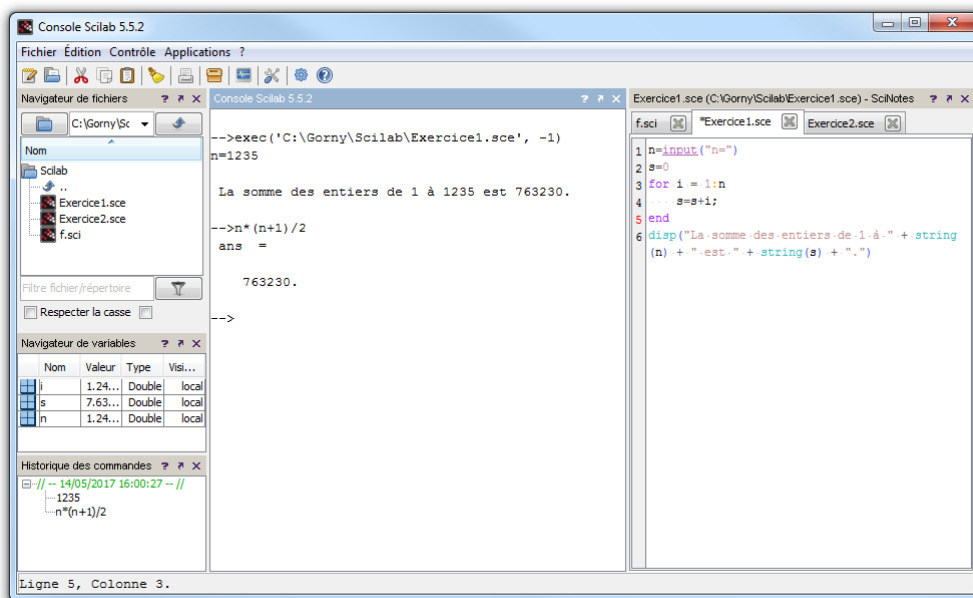 Console Scilab 5.5.2
Fichier Édition Contrôle Applications ?
Navigateur de fichiers ? ↗ X
C:\Gorny\Sc
Nom
Scilab
..
Exercice1.sce
Exercice2.sce
f.sci
Filtre fichier/répertoire
Respecter la casse
Navigateur de variables ? ↗ X
Nom Valeur Type Visi...
i 1.24... Double local
s 7.63... Double local
n 1.24... Double local
Historique des commandes ? ↗ X
// -- 14/05/2017 16:00:27 -- //
1235
n*(n+1)/2
Console Scilab 5.5.2 ? ↗ X
-->exec('C:\Gorny\Scilab\Exercice1.sce', -1)
n=1235
La somme des entiers de 1 à 1235 est 763230.
-->n*(n+1)/2
ans =
763230.
-->
Exercice1.sce (C:\Gorny\Scilab\Exercice1.sce) - SciNotes ? ↗ X
f.sci *Exercice1.sce Exercice2.sce
1 n=input("n=")
2 s=0
3 for i = 1:n
4 s=s+i;
5 end
6 disp("La somme des entiers de 1 à " + string
(n) + " est " + string(s) + ".")
Ligne 5, Colonne 3.